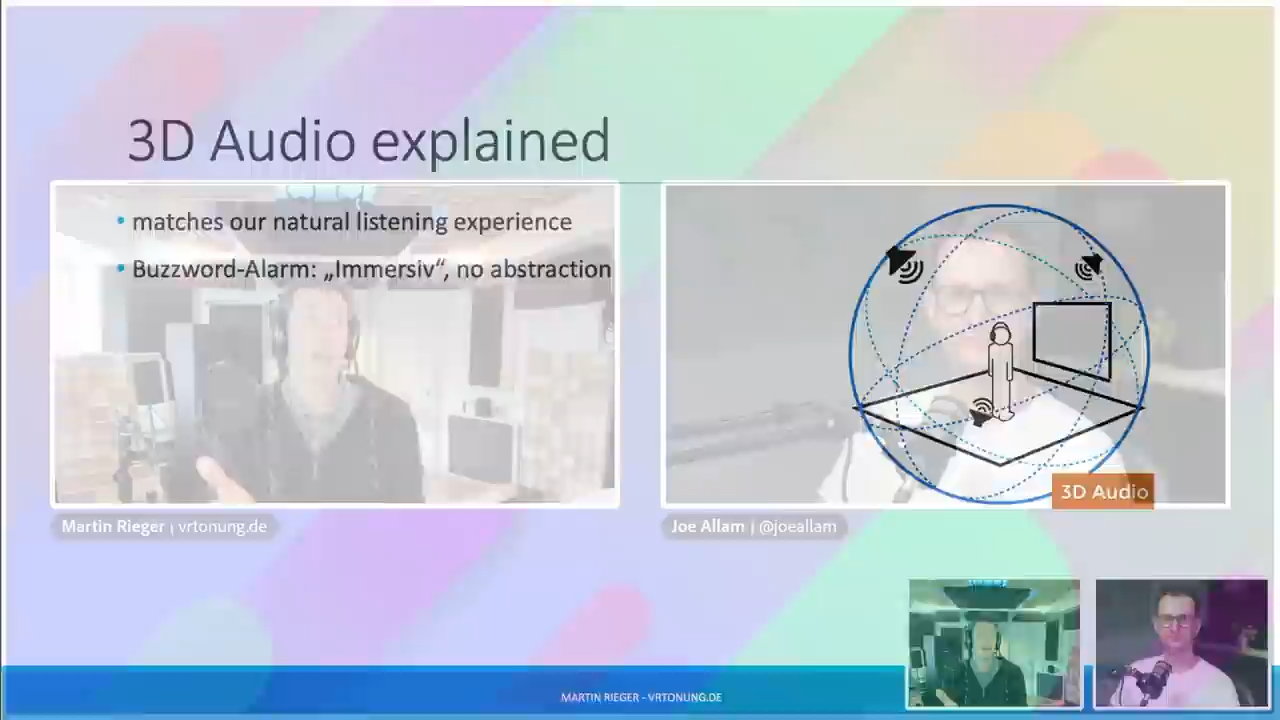 3D Audio explained
• matches our natural listening experience
• Buzzword-Alarm: „Immersiv“, no abstraction
3D Audio
Martin Rieger | vrtonung.de
Joe Allam | @joeallam
MARTIN RIEGER - VRTONUNG.DE